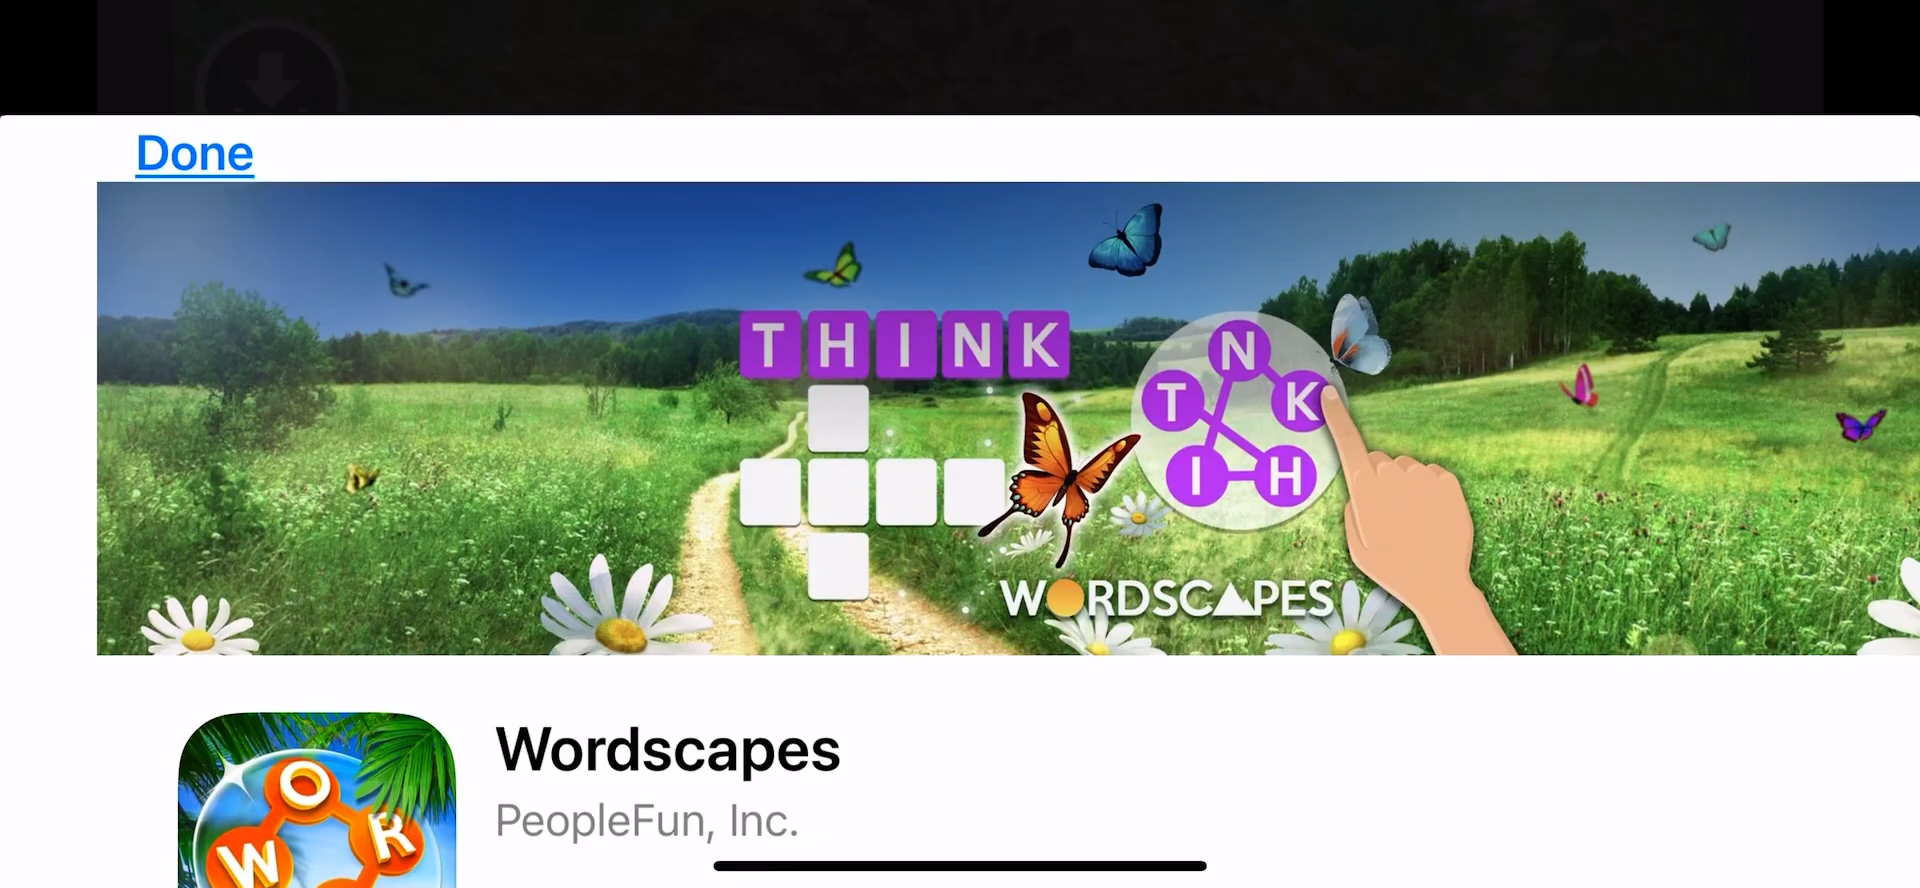 Done
THINK
N
T K
I H
WORDSCAPES
Wordscapes
PeopleFun, Inc.
O
R
W